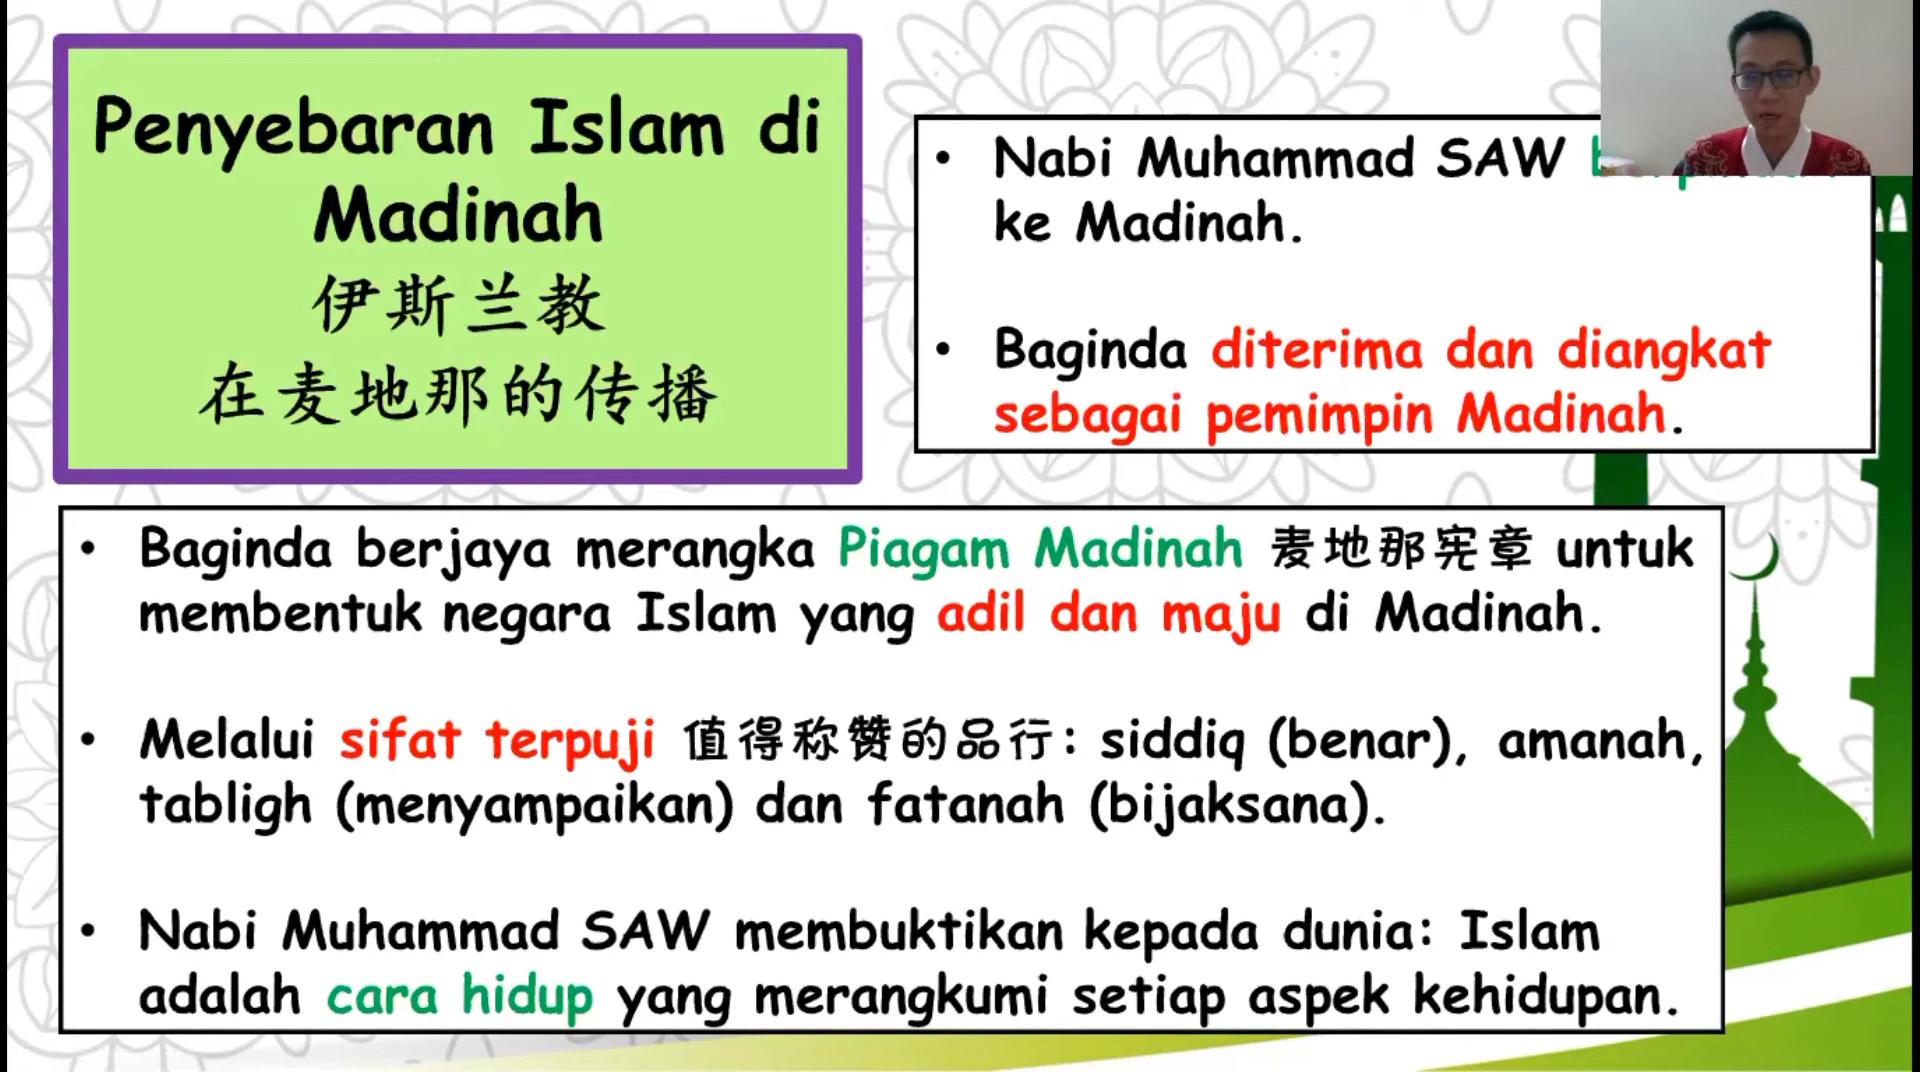 Penyebaran Islam di
Madinah
伊斯兰教
在麦地那的传播
• Nabi Muhammad SAW
ke Madinah.
• Baginda diterima dan diangkat
sebagai pemimpin Madinah.
• Baginda berjaya merangka Piagam Madinah 麦地那宪章 untuk
membentuk negara Islam yang adil dan maju di Madinah.
• Melalui sifat terpuji 值得称赞的品行: siddiq (benar), amanah,
tabligh (menyampaikan) dan fatanah (bijaksana).
• Nabi Muhammad SAW membuktikan kepada dunia: Islam
adalah cara hidup yang merangkumi setiap aspek kehidupan.